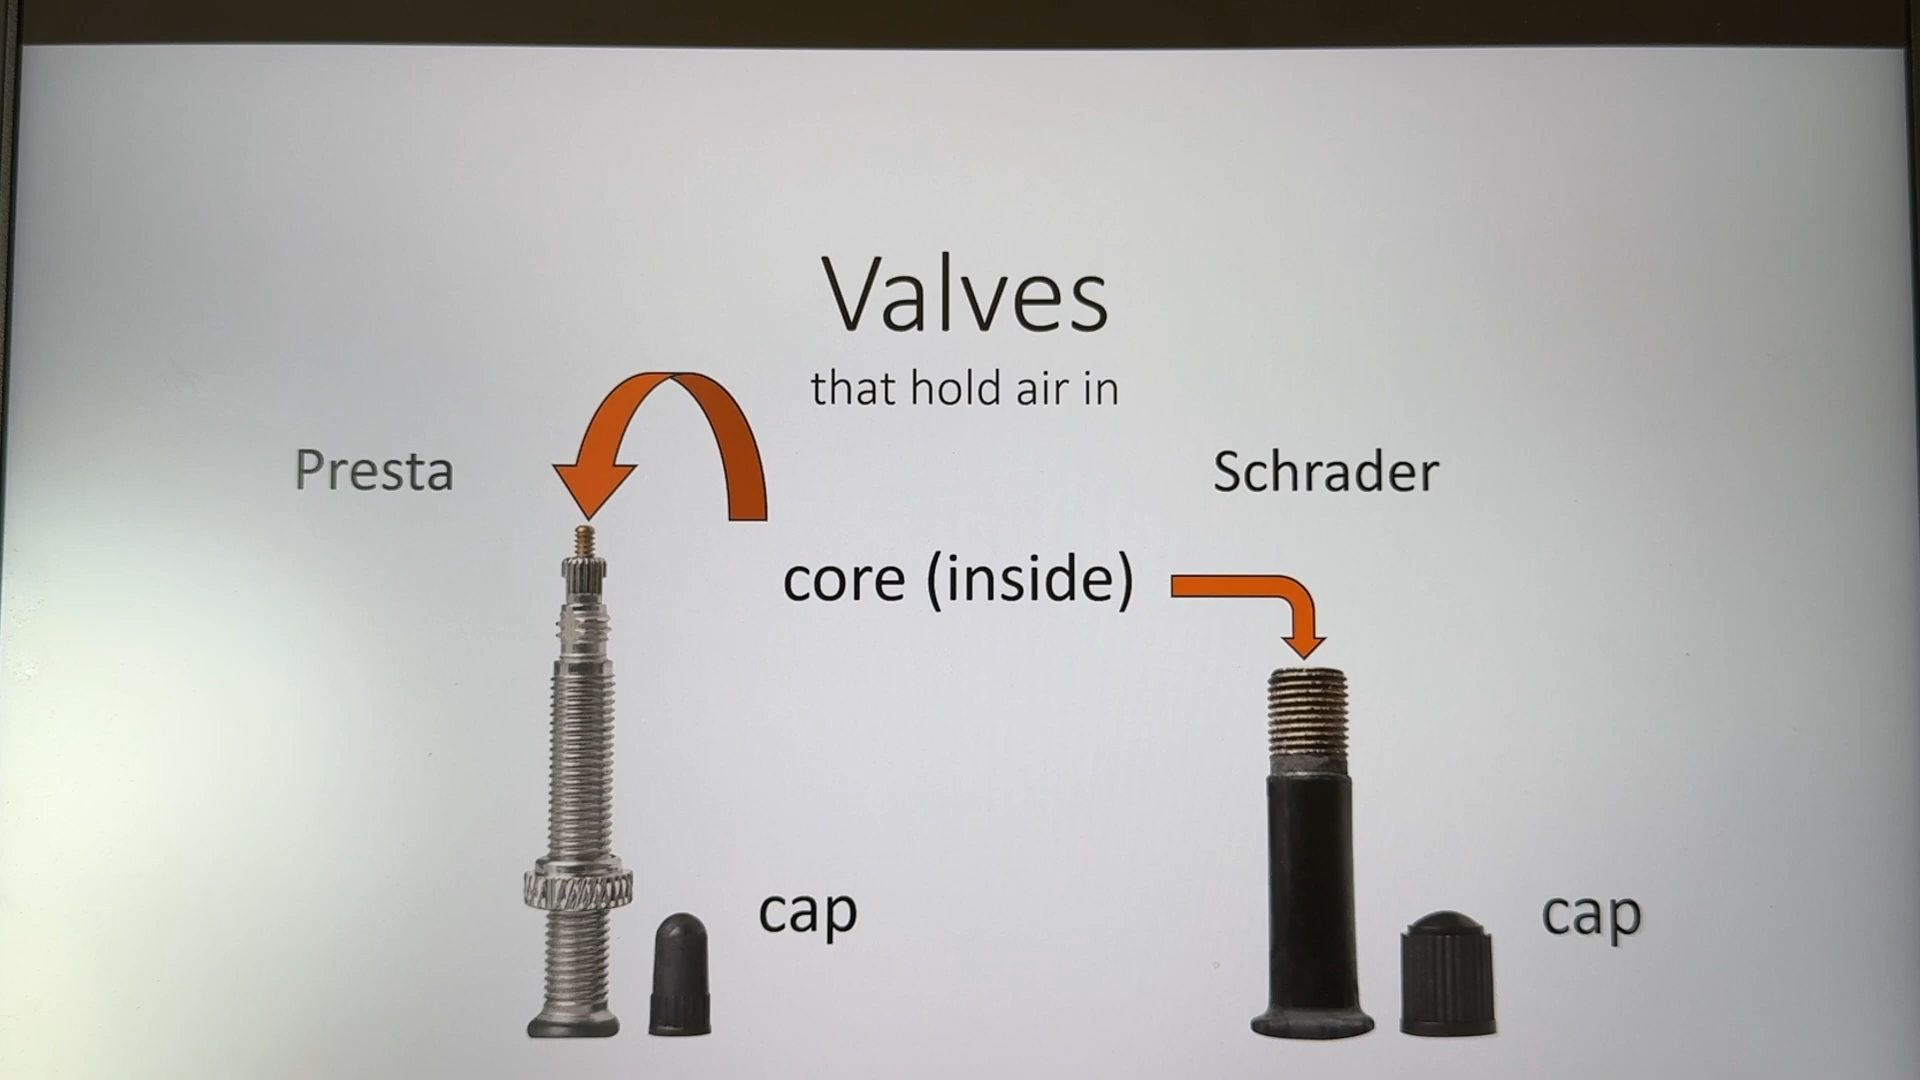 Valves
that hold air in
Presta
Schrader
core (inside)
cap
cap